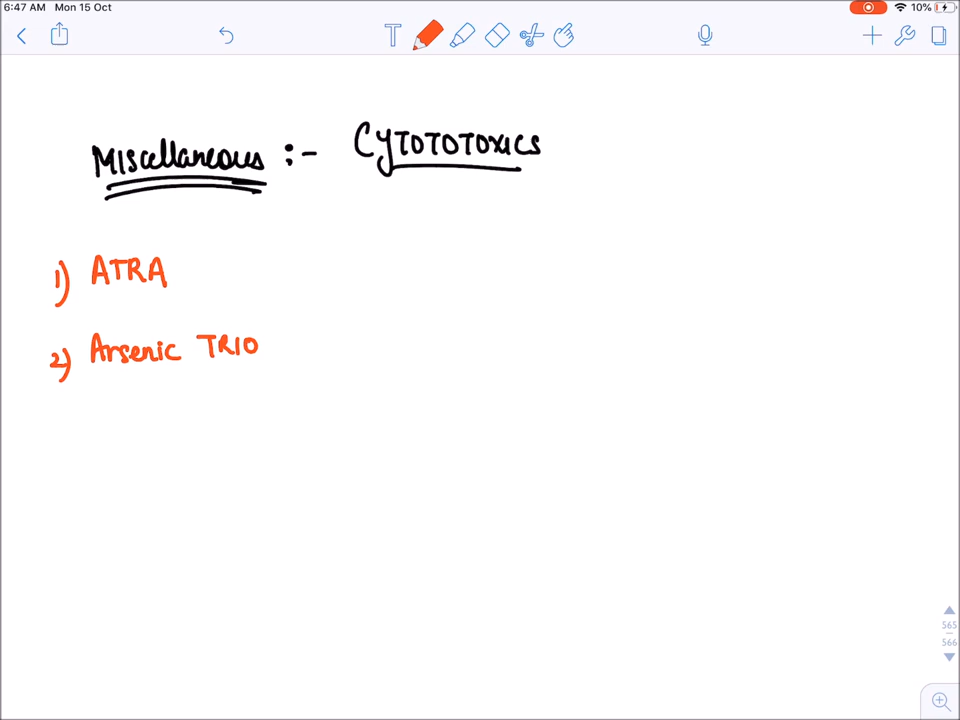 6:47 AM Mon 15 Oct 10%
T
Miscellaneous :- CYTOTOTOXICS
1) ATRA
2) Arsenic TRIO
565
566